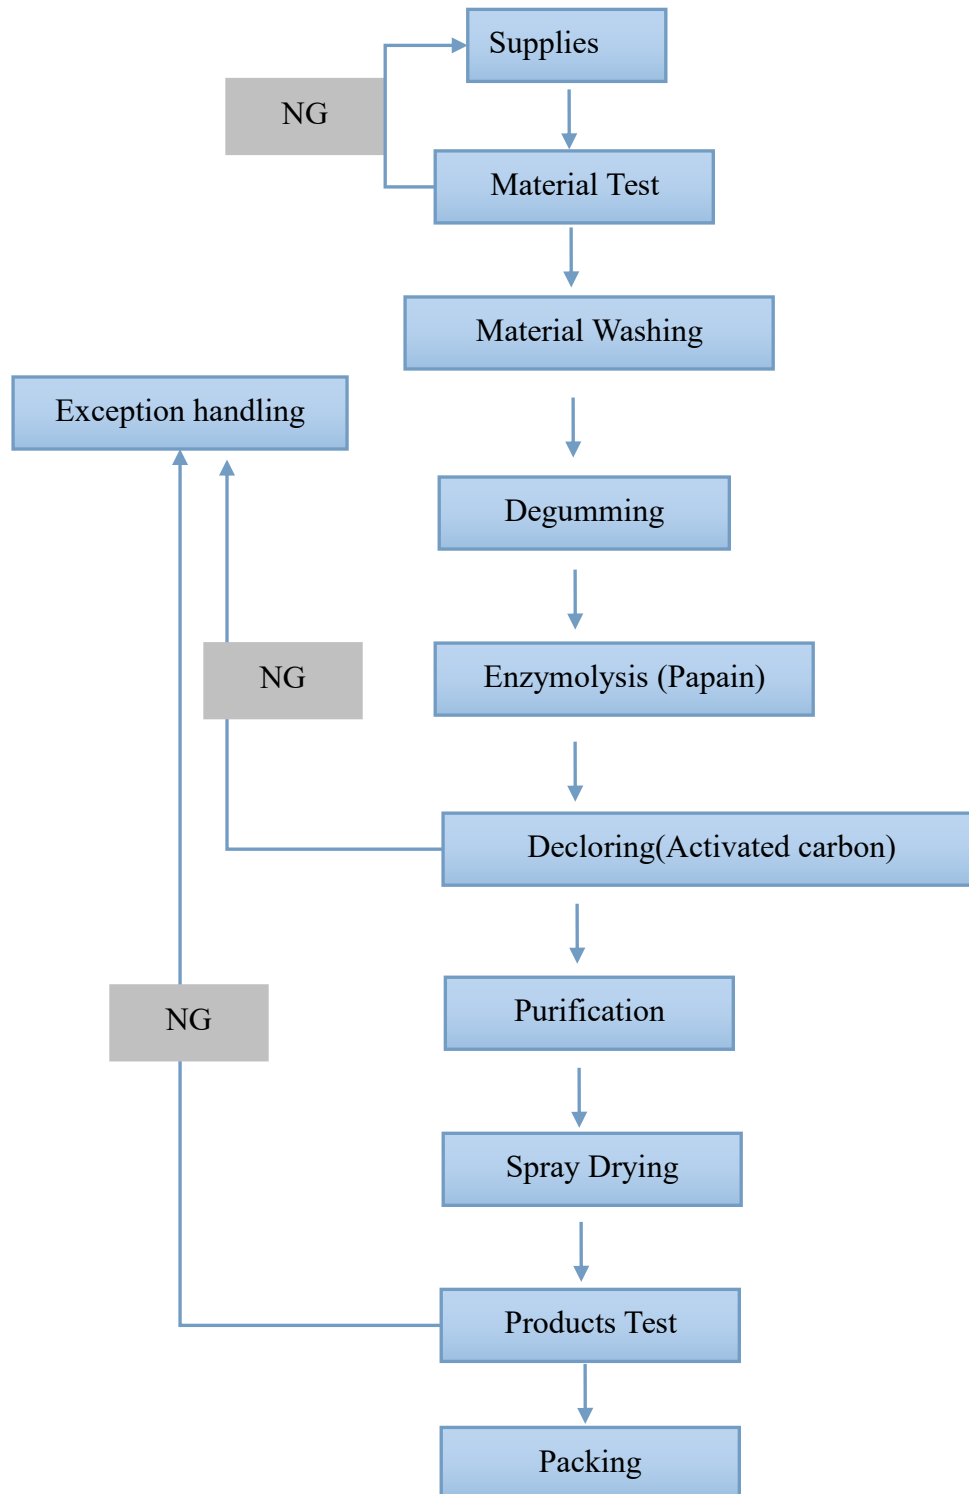 Supplies
NG
Material Test
Material Washing
Exception handling
Degumming
Enzymolysis (Papain)
NG
Decloring(Activated carbon)
Purification
NG
Spray Drying
Products Test
Packing